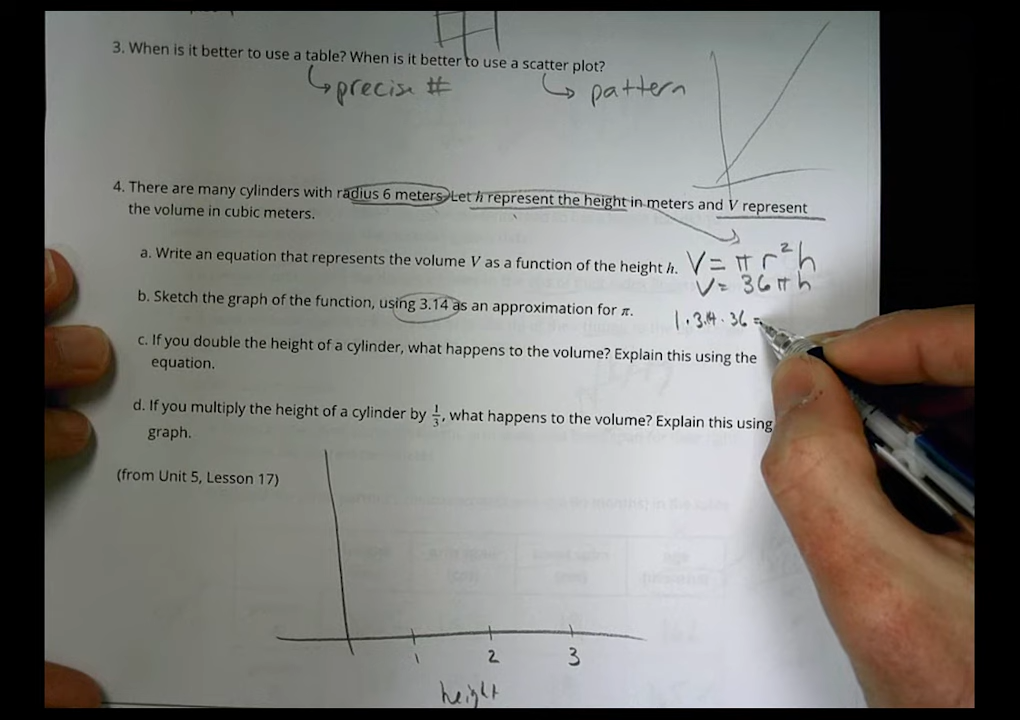 3. When is it better to use a table? When is it better to use a scatter plot?
precise #
pattern
4. There are many cylinders with radius 6 meters. Let h represent the height in meters and V represent
the volume in cubic meters.
a. Write an equation that represents the volume V as a function of the height h.
V = π r²h
V = 36πh
b. Sketch the graph of the function, using 3.14 as an approximation for π.
1 · 3.14 · 36 =
c. If you double the height of a cylinder, what happens to the volume? Explain this using the
equation.
d. If you multiply the height of a cylinder by 1/3, what happens to the volume? Explain this using
graph.
(from Unit 5, Lesson 17)
1 2 3
height